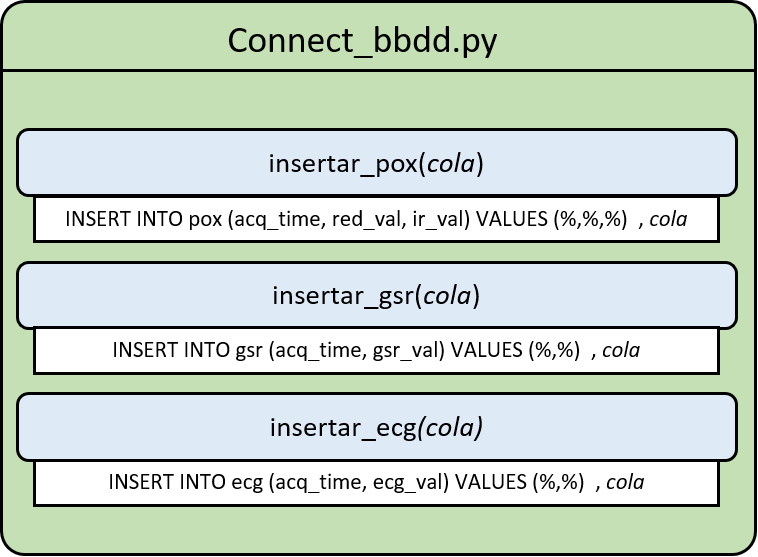 Connect_bbdd.py
insertar_pox(cola)
INSERT INTO pox (acq_time, red_val, ir_val) VALUES (%,%,%) , cola
insertar_gsr(cola)
INSERT INTO gsr (acq_time, gsr_val) VALUES (%,%) , cola
insertar_ecg(cola)
INSERT INTO ecg (acq_time, ecg_val) VALUES (%,%) , cola